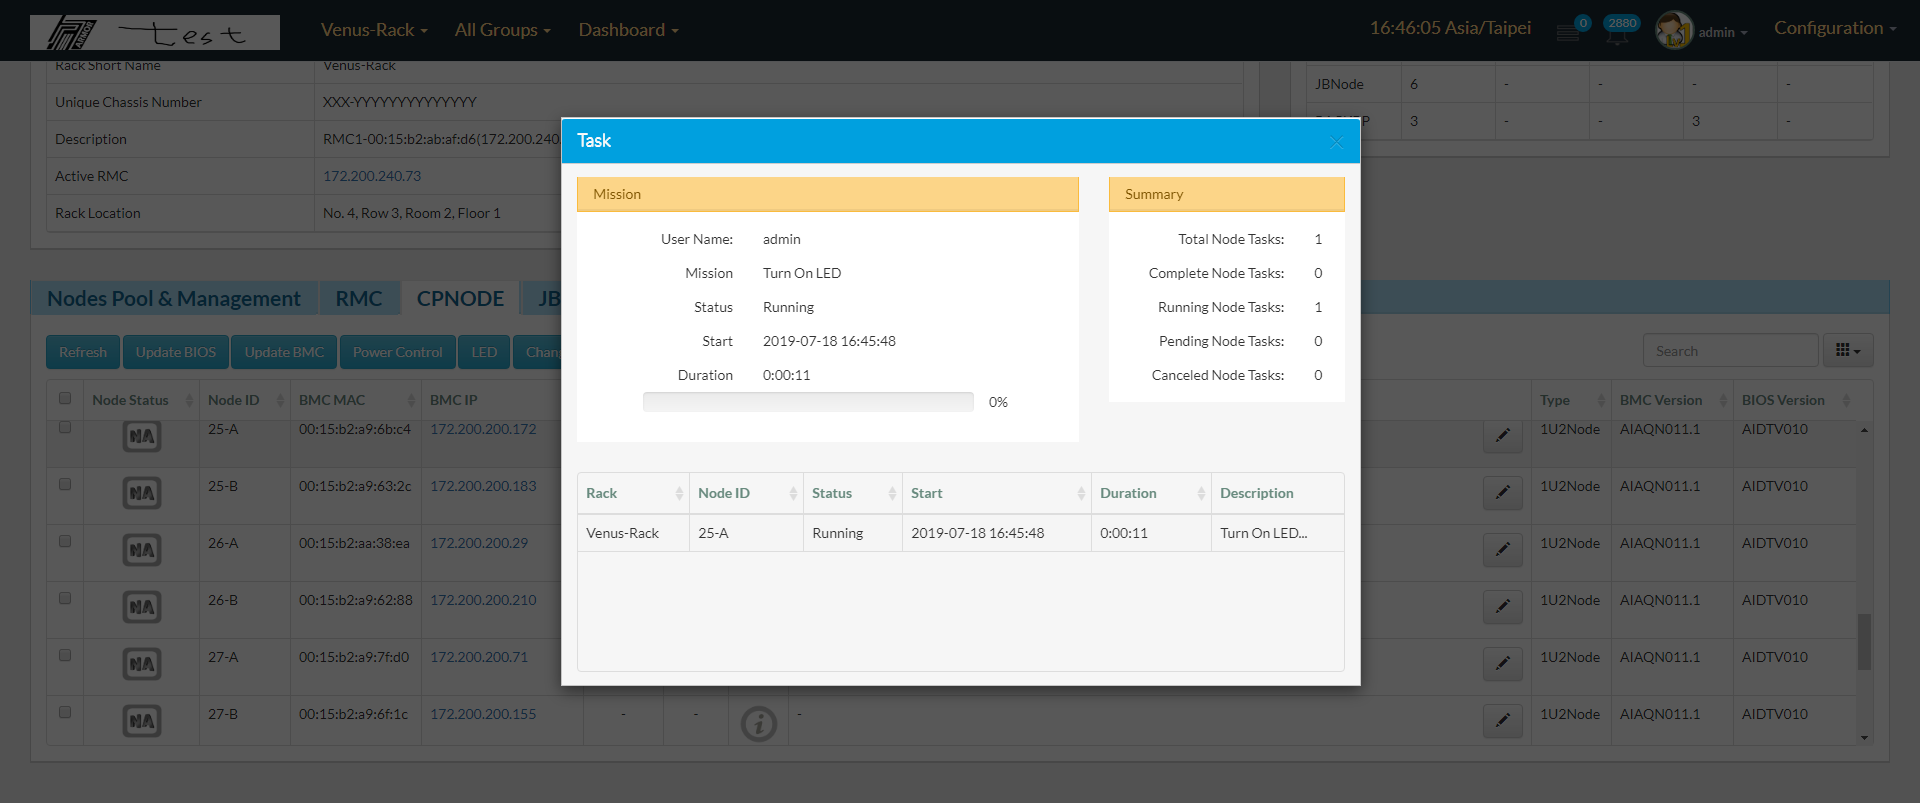 ARMOR test
Venus-Rack All Groups Dashboard 16:46:05 Asia/Taipei 0 2880 admin Configuration
Rack Short Name Venus-Rack
Unique Chassis Number XXX-YYYYYYYYYYYYYY
Description RMC1-00:15:b2:ab:af:d6(172.200.240.
Active RMC 172.200.240.73
Rack Location No. 4, Row 3, Room 2, Floor 1
JBNode 6 - - - -
3 - - 3 -
Nodes Pool & Management RMC CPNODE JB
Refresh Update BIOS Update BMC Power Control LED Chan
Search
Node Status Node ID BMC MAC BMC IP Type BMC Version BIOS Version
NA 25-A 00:15:b2:a9:6b:c4 172.200.200.172 1U2Node AIAQN011.1 AIDTV010
NA 25-B 00:15:b2:a9:63:2c 172.200.200.183 1U2Node AIAQN011.1 AIDTV010
NA 26-A 00:15:b2:aa:38:ea 172.200.200.29 1U2Node AIAQN011.1 AIDTV010
NA 26-B 00:15:b2:a9:62:88 172.200.200.210 1U2Node AIAQN011.1 AIDTV010
NA 27-A 00:15:b2:a9:7f:d0 172.200.200.71 1U2Node AIAQN011.1 AIDTV010
NA 27-B 00:15:b2:a9:6f:1c 172.200.200.155 - - i - 1U2Node AIAQN011.1 AIDTV010
Task
Mission
User Name: admin
Mission Turn On LED
Status Running
Start 2019-07-18 16:45:48
Duration 0:00:11
0%
Summary
Total Node Tasks: 1
Complete Node Tasks: 0
Running Node Tasks: 1
Pending Node Tasks: 0
Canceled Node Tasks: 0
Rack Node ID Status Start Duration Description
Venus-Rack 25-A Running 2019-07-18 16:45:48 0:00:11 Turn On LED...